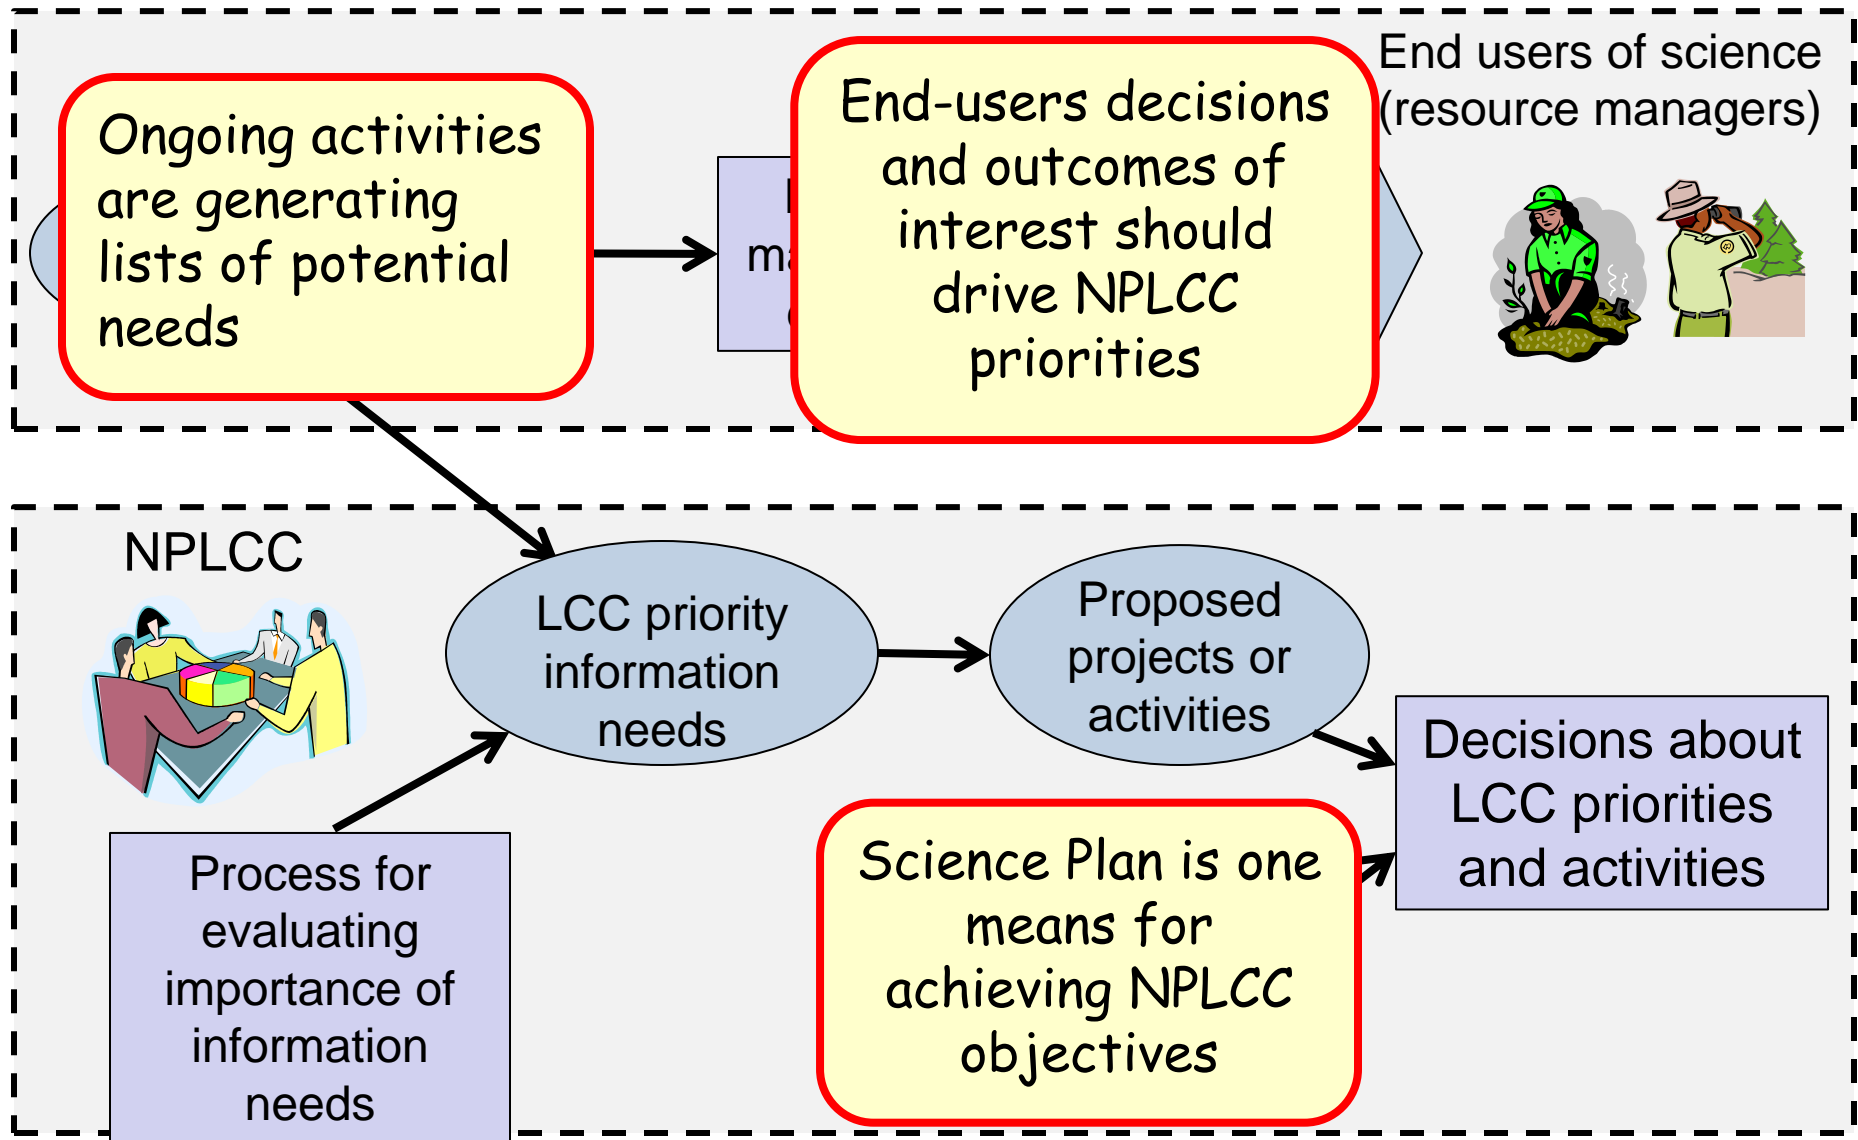 Ongoing activities
are generating
lists of potential
needs
End-users decisions
and outcomes of
interest should
drive NPLCC
priorities
End users of science
(resource managers)
NPLCC
LCC priority
information
needs
Proposed
projects or
activities
Decisions about
LCC priorities
and activities
Process for
evaluating
importance of
information
needs
Science Plan is one
means for
achieving NPLCC
objectives